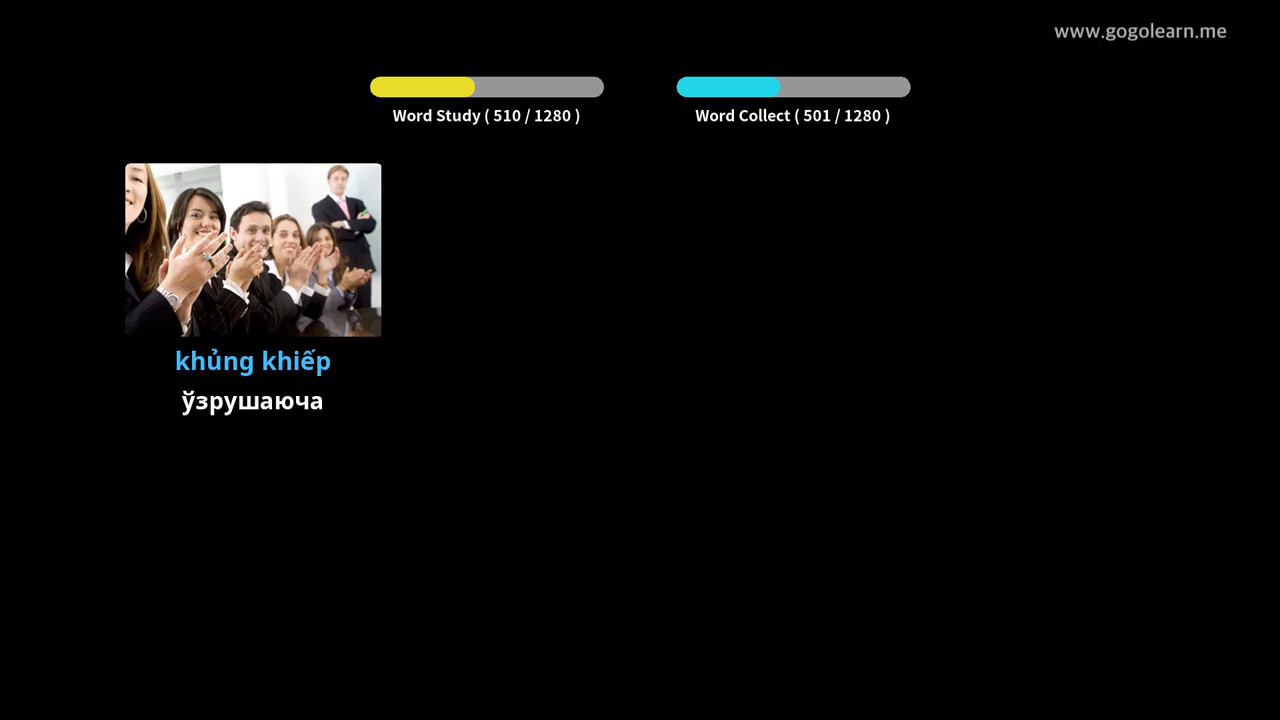 www.gogolearn.me
Word Study ( 510 / 1280 )
Word Collect ( 501 / 1280 )
khủng khiếp
ўзрушаюча